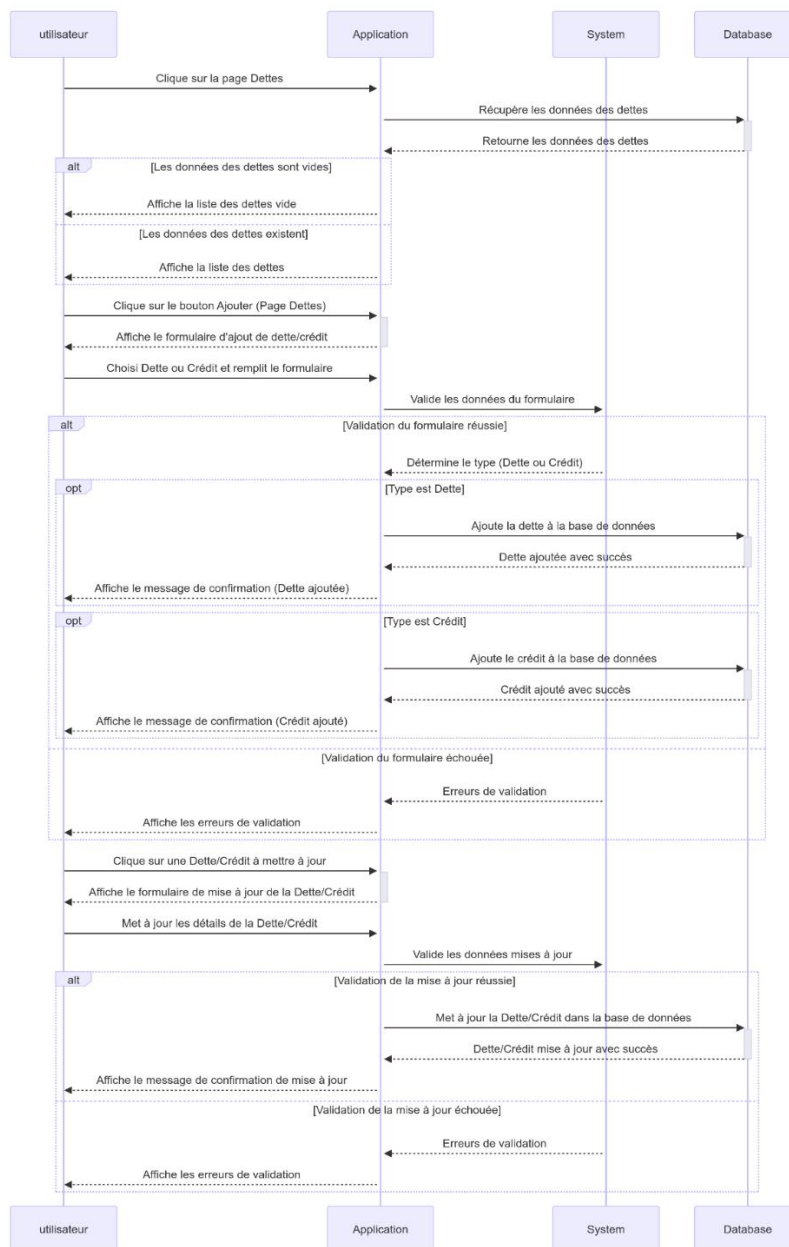 utilisateur
Application
System
Database
Clique sur la page Dettes
Récupère les données des dettes
Retourne les données des dettes
alt
[Les données des dettes sont vides]
Affiche la liste des dettes vide
[Les données des dettes existent]
Affiche la liste des dettes
Clique sur le bouton Ajouter (Page Dettes)
Affiche le formulaire d'ajout de dette/crédit
Choisi Dette ou Crédit et remplit le formulaire
Valide les données du formulaire
alt
[Validation du formulaire réussie]
Détermine le type (Dette ou Crédit)
opt
[Type est Dette]
Ajoute la dette à la base de données
Dette ajoutée avec succès
Affiche le message de confirmation (Dette ajoutée)
opt
[Type est Crédit]
Ajoute le crédit à la base de données
Crédit ajouté avec succès
Affiche le message de confirmation (Crédit ajouté)
[Validation du formulaire échouée]
Erreurs de validation
Affiche les erreurs de validation
Clique sur une Dette/Crédit à mettre à jour
Affiche le formulaire de mise à jour de la Dette/Crédit
Met à jour les détails de la Dette/Crédit
Valide les données mises à jour
alt
[Validation de la mise à jour réussie]
Met à jour la Dette/Crédit dans la base de données
Dette/Crédit mise à jour avec succès
Affiche le message de confirmation de mise à jour
[Validation de la mise à jour échouée]
Erreurs de validation
Affiche les erreurs de validation
utilisateur
Application
System
Database